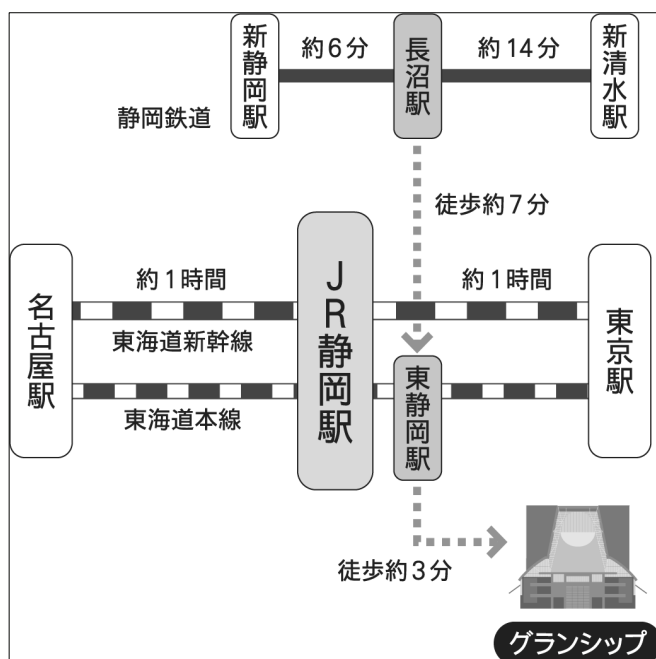 新静岡駅
約6分
長沼駅
約14分
新清水駅
静岡鉄道
徒歩約7分
名古屋駅
約1時間
東海道新幹線
東海道本線
JR静岡駅
約1時間
東静岡駅
東京駅
徒歩約3分
グランシップ